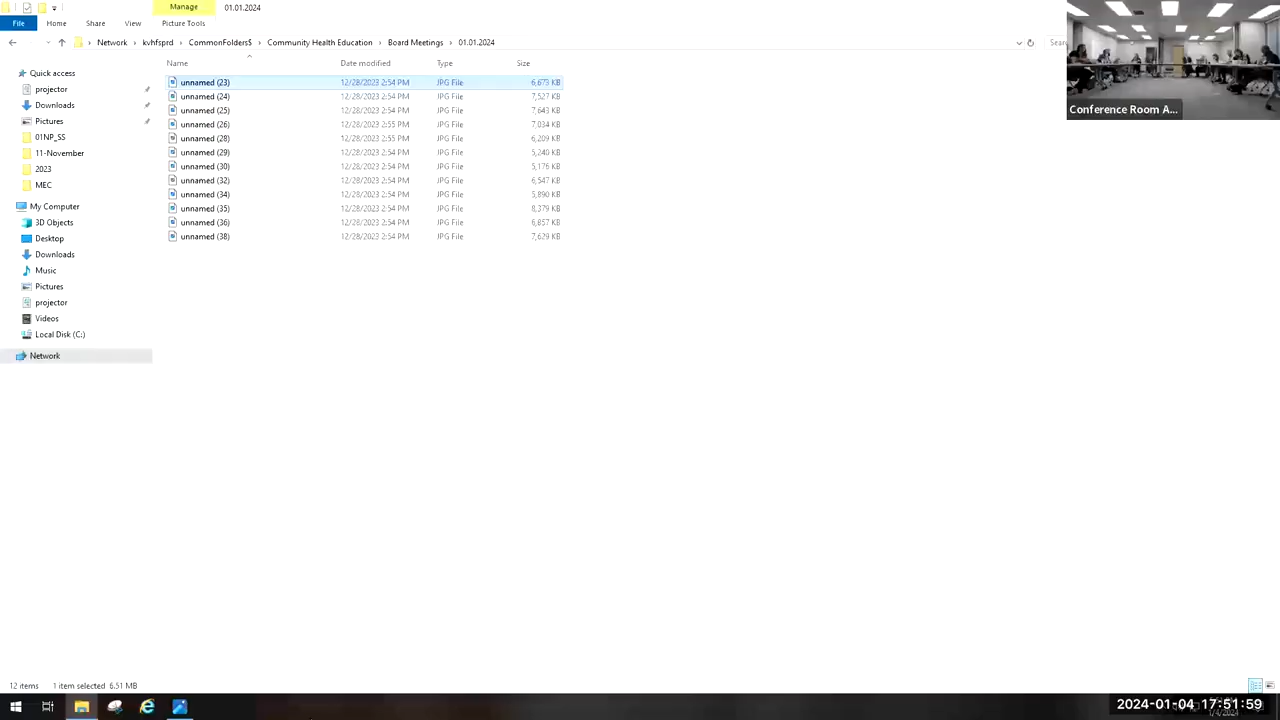 Manage 01.01.2024
File Home Share View Picture Tools
Network › kvhfsprd › CommonFolders$ › Community Health Education › Board Meetings › 01.01.2024
Name Date modified Type Size
unnamed (23) 12/28/2023 2:54 PM JPG File 6,673 KB
unnamed (24) 12/28/2023 2:54 PM JPG File 7,527 KB
unnamed (25) 12/28/2023 2:54 PM JPG File 7,643 KB
unnamed (26) 12/28/2023 2:55 PM JPG File 7,034 KB
unnamed (28) 12/28/2023 2:55 PM JPG File 6,209 KB
unnamed (29) 12/28/2023 2:54 PM JPG File 5,240 KB
unnamed (30) 12/28/2023 2:54 PM JPG File 5,176 KB
unnamed (32) 12/28/2023 2:54 PM JPG File 6,547 KB
unnamed (34) 12/28/2023 2:54 PM JPG File 5,890 KB
unnamed (35) 12/28/2023 2:54 PM JPG File 8,379 KB
unnamed (36) 12/28/2023 2:54 PM JPG File 6,857 KB
unnamed (38) 12/28/2023 2:54 PM JPG File 7,629 KB
Quick access
projector
Downloads
Pictures
01NP_SS
11-November
2023
MEC
My Computer
3D Objects
Desktop
Downloads
Music
Pictures
projector
Videos
Local Disk (C:)
Network
Conference Room A...
12 items 1 item selected 6.51 MB
2024-01-04 17:51:59